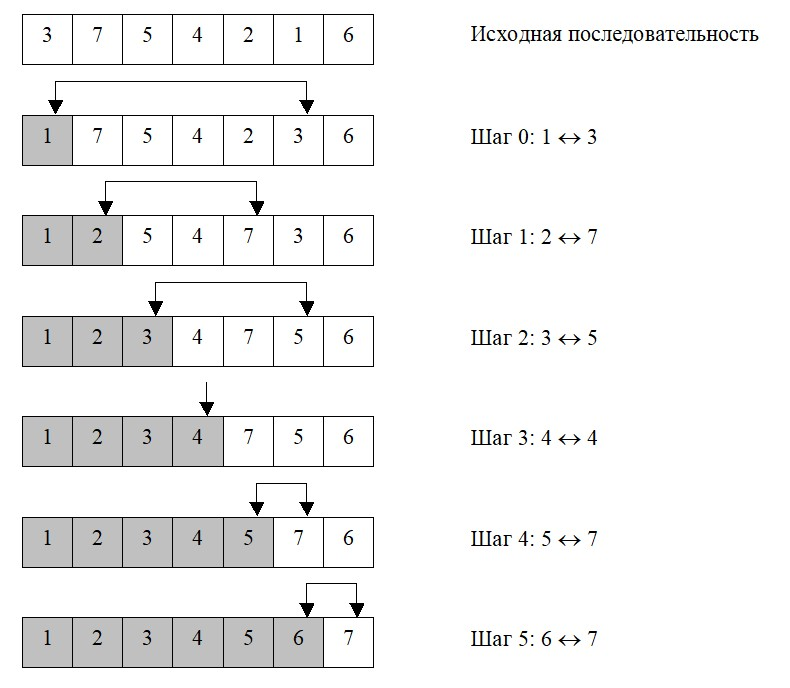 3 7 5 4 2 1 6 Исходная последовательность
1 7 5 4 2 3 6 Шаг 0: 1 ↔ 3
1 2 5 4 7 3 6 Шаг 1: 2 ↔ 7
1 2 3 4 7 5 6 Шаг 2: 3 ↔ 5
1 2 3 4 7 5 6 Шаг 3: 4 ↔ 4
1 2 3 4 5 7 6 Шаг 4: 5 ↔ 7
1 2 3 4 5 6 7 Шаг 5: 6 ↔ 7